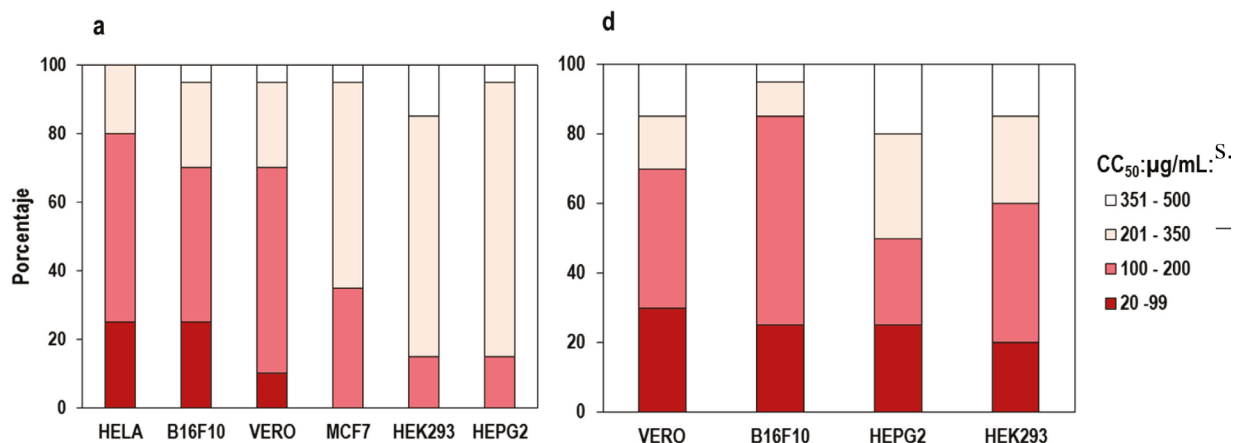 a
d
Porcentaje
100
80
60
40
20
0
HELA B16F10 VERO MCF7 HEK293 HEPG2
100
80
60
40
20
0
VERO B16F10 HEPG2 HEK293
CC₅₀:µg/mL: S.
351 - 500
201 - 350 —
100 - 200
20 -99